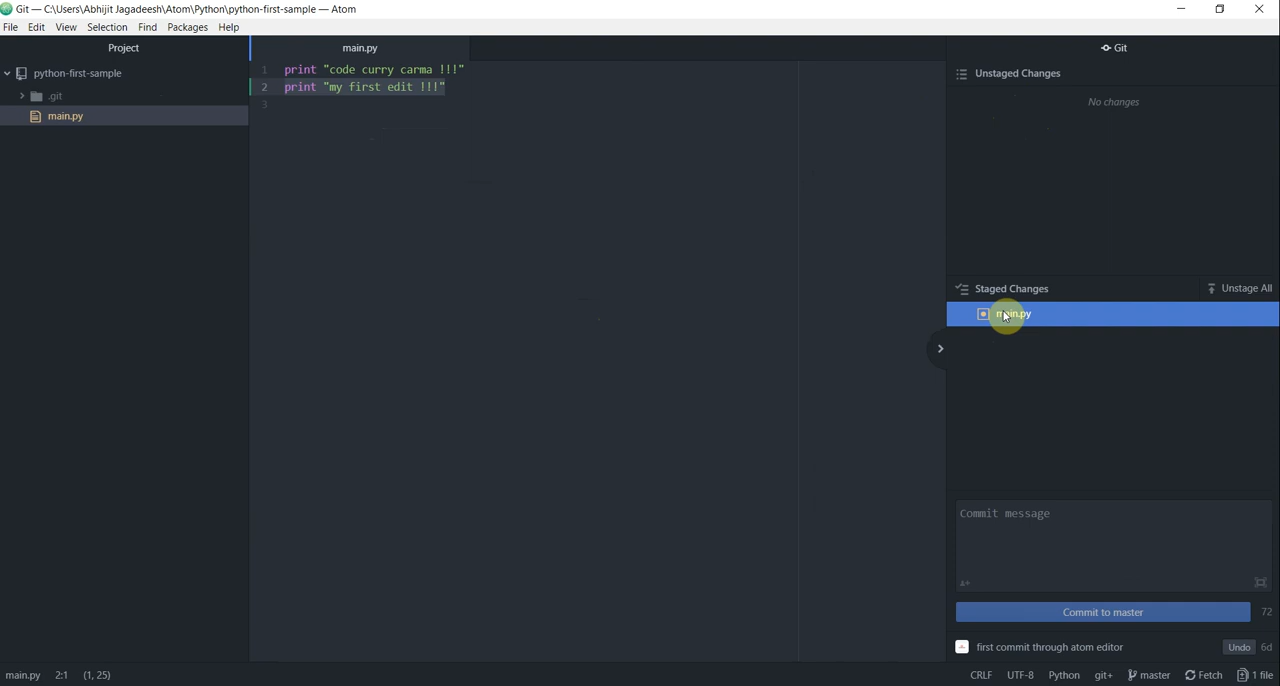 Git — C:\Users\Abhijit Jagadeesh\Atom\Python\python-first-sample — Atom
File Edit View Selection Find Packages Help
Project
python-first-sample
.git
main.py
main.py
1 print "code curry carma !!!"
2 print "my first edit !!!"
3
Git
Unstaged Changes
No changes
Staged Changes Unstage All
main.py
Commit message
Commit to master 72
first commit through atom editor Undo 6d
main.py 2:1 (1, 25) CRLF UTF-8 Python git+ master Fetch 1 file